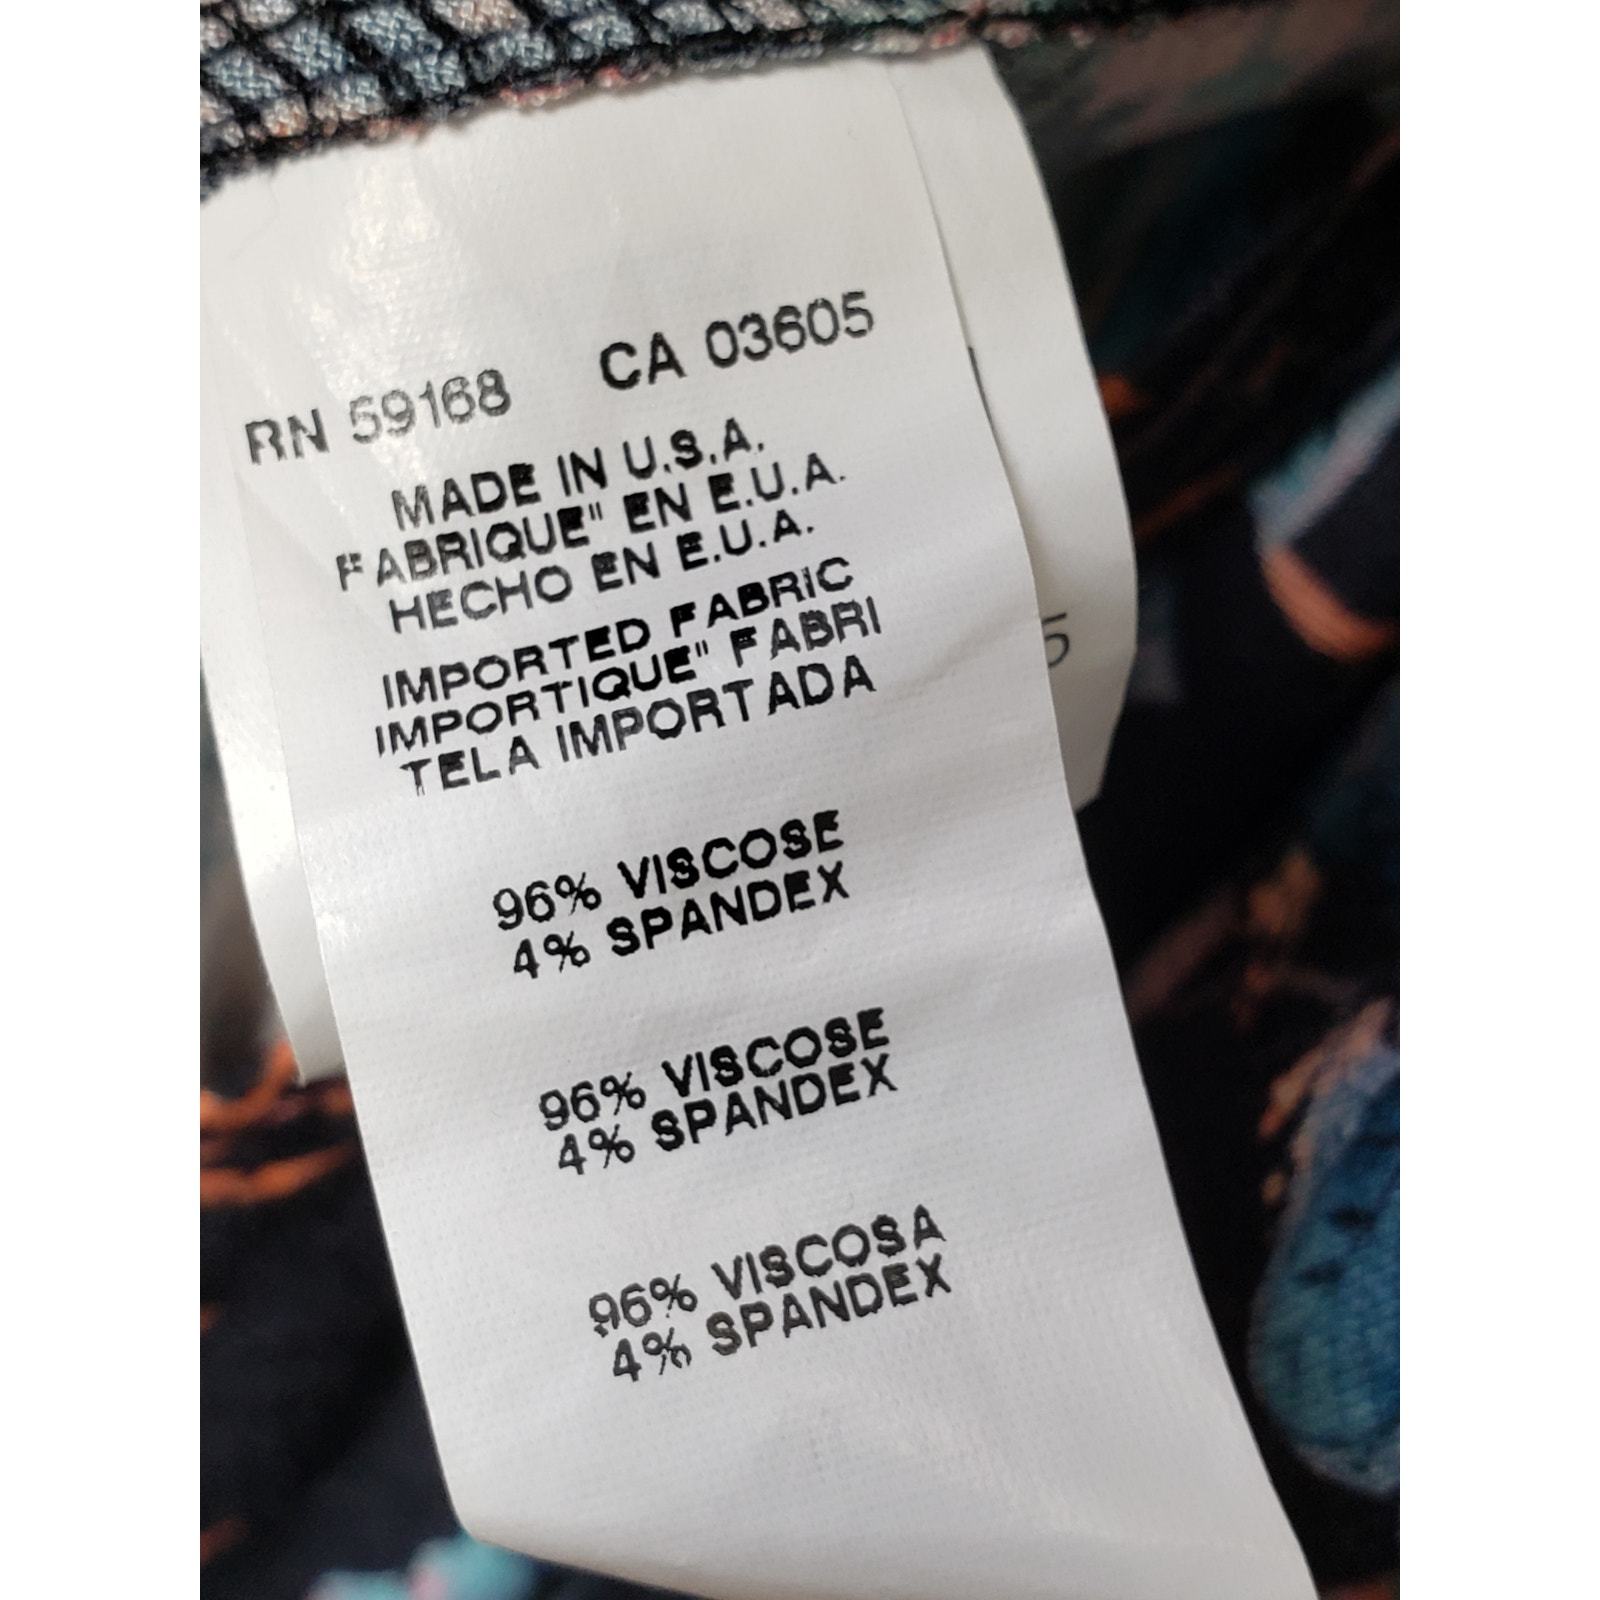 RN 59168 CA 03605
MADE IN U.S.A.
FABRIQUE" EN E.U.A.
HECHO EN E.U.A.
IMPORTED FABRIC
IMPORTIQUE" FABRI
TELA IMPORTADA
96% VISCOSE
4% SPANDEX
96% VISCOSE
4% SPANDEX
96% VISCOSA
4% SPANDEX
5